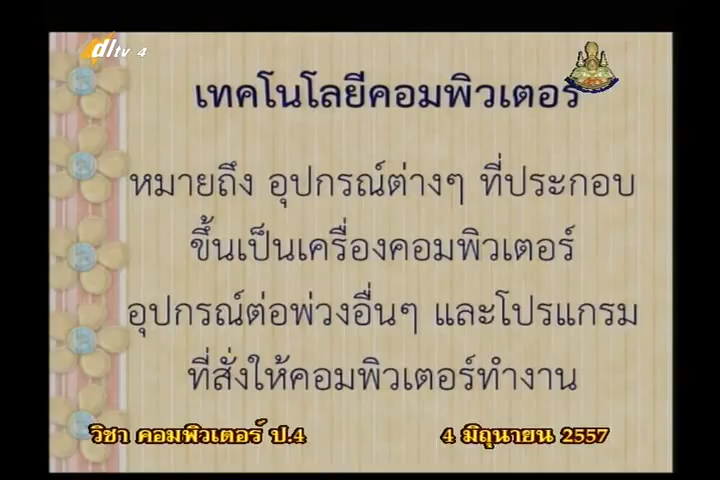 dltv 4
เทคโนโลยีคอมพิวเตอร์
หมายถึง อุปกรณ์ต่างๆ ที่ประกอบ
ขึ้นเป็นเครื่องคอมพิวเตอร์
อุปกรณ์ต่อพ่วงอื่นๆ และโปรแกรม
ที่สั่งให้คอมพิวเตอร์ทำงาน
วิชา คอมพิวเตอร์ ป.4 4 มิถุนายน 2557